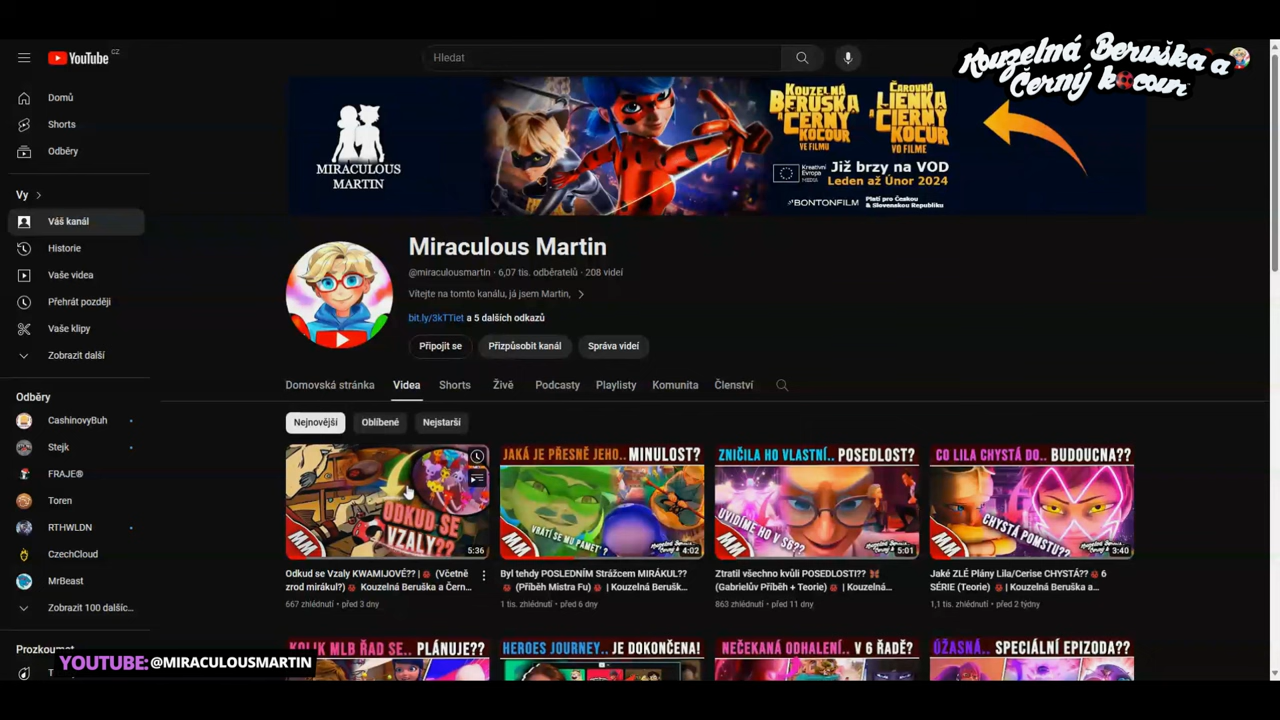 YouTube CZ
Hledat
Kouzelná Beruška a
Černý kocour
Domů
Shorts
Odběry
Vy
Váš kanál
Historie
Vaše videa
Přehrát později
Vaše klipy
Zobrazit další
Odběry
CashinovyBuh
Stejk
FRAJE®
Toren
RTHWLDN
CzechCloud
MrBeast
Zobrazit 100 dalšíc...
Prozkoumat
MIRACULOUS
MARTIN
KOUZELNÁ
BERUŠKA
& ČERNÝ
KOCOUR
VE FILMU
ČAROVNÁ
LIENKA
& ČIERNY
KOCÚR
VO FILME
Kreativní
Evropa
MEDIA
Již brzy na VOD
Leden až Únor 2024
BONTONFILM
Platí pro Českou
& Slovenskou Republiku
Miraculous Martin
@miraculousmartin · 6,07 tis. odběratelů · 208 videí
Vítejte na tomto kanálu, já jsem Martin,
bit.ly/3kTTiet a 5 dalších odkazů
Připojit se
Přizpůsobit kanál
Správa videí
Domovská stránka
Videa
Shorts
Živě
Podcasty
Playlisty
Komunita
Členství
Nejnovější
Oblíbené
Nejstarší
ODKUD SE
VZALY??
MM
5:36
Odkud se Vzaly KWAMIJOVÉ?? | 🐞 (Včetně
zrod mirákul?) 🐞 Kouzelná Beruška a Čern...
667 zhlédnutí • před 3 dny
JAKÁ JE PŘESNĚ JEHO.. MINULOST?
VRÁTÍ SE MU PAMĚŤ?
MM
4:02
Byl tehdy POSLEDNÍM Strážcem MIRÁKUL??
🐞 (Příběh Mistra Fu) 🐞 | Kouzelná Berušk...
1 tis. zhlédnutí • před 6 dny
ZNIČILA HO VLASTNÍ.. POSEDLOST?
UVIDÍME HO V S6??
MM
5:01
Ztratil všechno kvůli POSEDLOSTI?? 🦋
(Gabrielův Příběh + Teorie) 🐞 | Kouzelná...
863 zhlédnutí • před 11 dny
CO LILA CHYSTÁ DO.. BUDOUCNA??
CHYSTÁ POMSTU??
MM
3:40
Jaké ZLÉ Plány Lila/Cerise CHYSTÁ?? 🐞 6
SÉRIE (Teorie) 🐞 | Kouzelná Beruška a...
1,1 tis. zhlédnutí • před 2 týdny
KOLIK MLB ŘAD SE.. PLÁNUJE??
HEROES JOURNEY.. JE DOKONČENA!
NEČEKANÁ ODHALENÍ.. V 6 ŘADĚ?
ÚŽASNÁ.. SPECIÁLNÍ EPIZODA??
YOUTUBE: @MIRACULOUSMARTIN